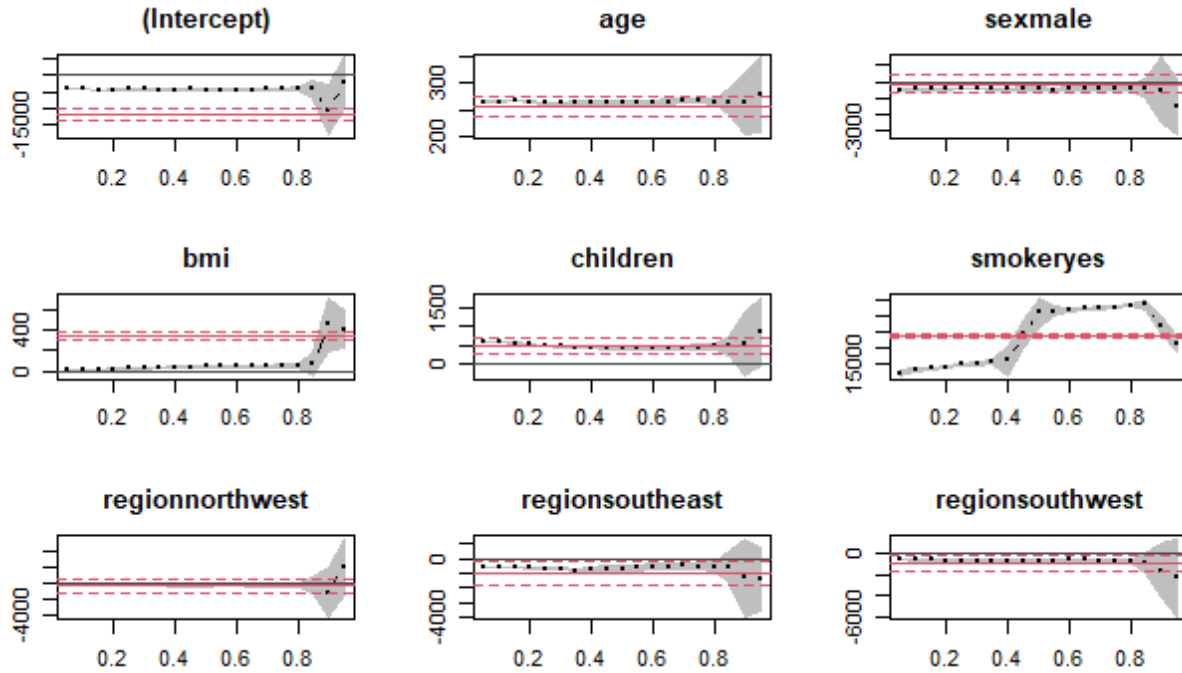 (Intercept) age sexmale
-15000
0.2 0.4 0.6 0.8
200 300
0.2 0.4 0.6 0.8
-3000
0.2 0.4 0.6 0.8
bmi children smokeryes
0 400
0.2 0.4 0.6 0.8
0 1500
0.2 0.4 0.6 0.8
15000
0.2 0.4 0.6 0.8
regionnorthwest regionsoutheast regionsouthwest
-4000
0.2 0.4 0.6 0.8
-4000 0
0.2 0.4 0.6 0.8
-6000 0
0.2 0.4 0.6 0.8